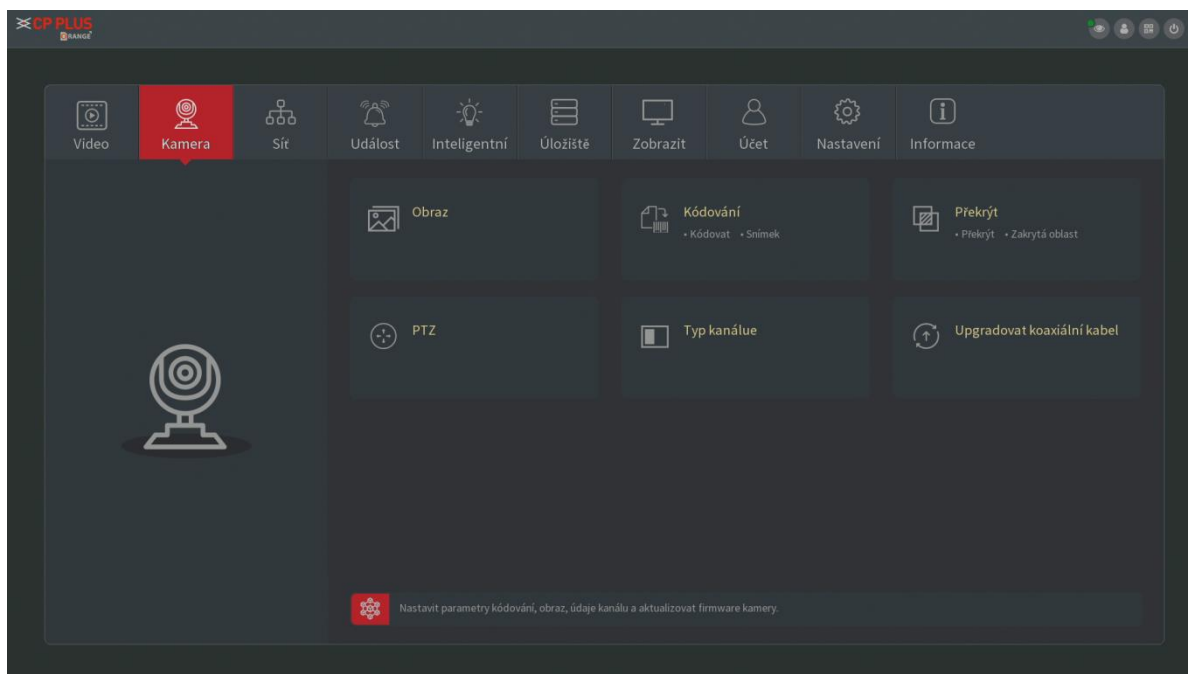 CP PLUS
ORANGE
Video
Kamera
Síť
Událost
Inteligentní
Úložiště
Zobrazit
Účet
Nastavení
Informace
Obraz
Kódování
• Kódovat • Snímek
Překrýt
• Překrýt • Zakrytá oblast
PTZ
Typ kanálue
Upgradovat koaxiální kabel
Nastavit parametry kódování, obraz, údaje kanálu a aktualizovat firmware kamery.